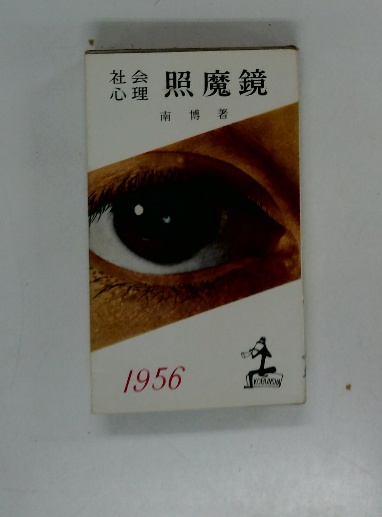 社会
心理
照魔鏡
南 博 著
1956